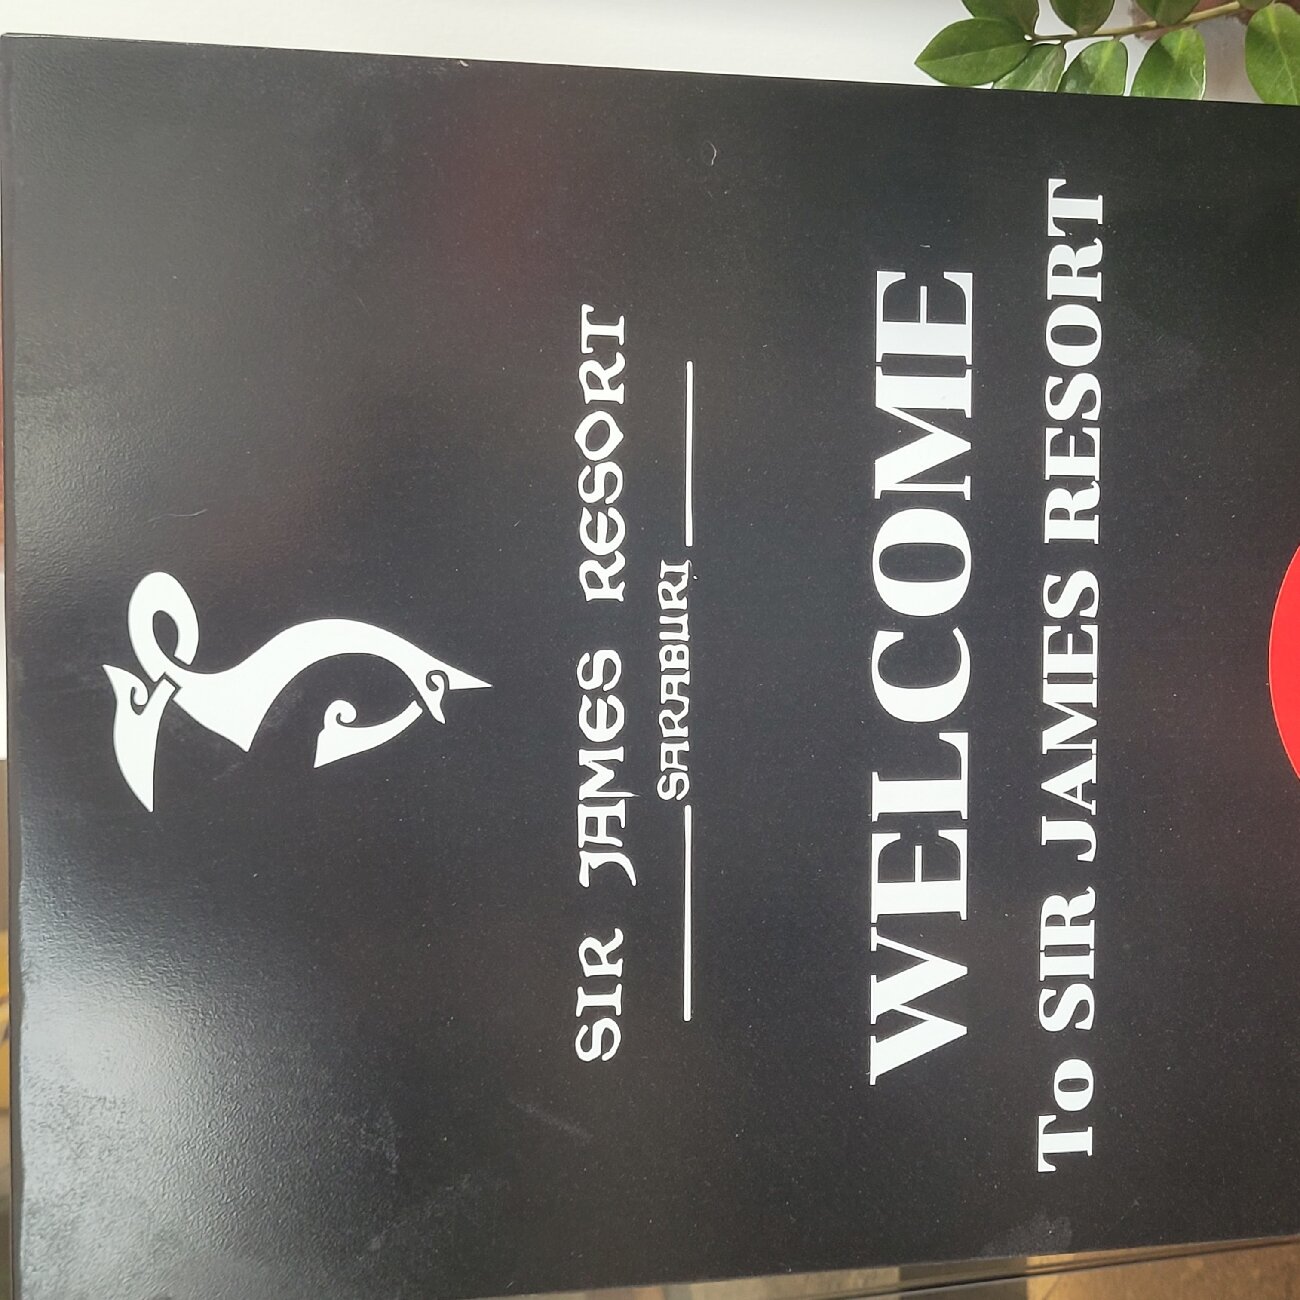 SIR JAMES RESORT
SARABURI
WELCOME
To SIR JAMES RESORT